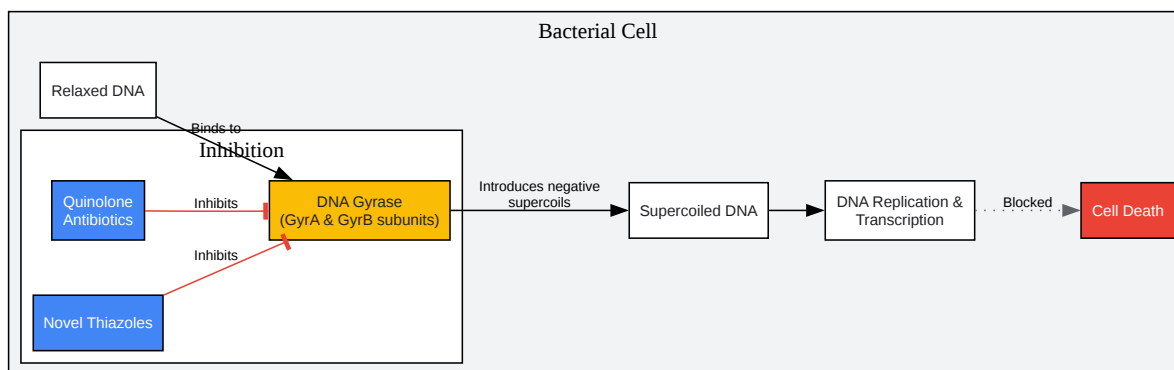 Bacterial Cell
Relaxed DNA
Binds to
Inhibition
Quinolone
Antibiotics
Inhibits
DNA Gyrase
(GyrA & GyrB subunits)
Introduces negative
supercoils
Supercoiled DNA
DNA Replication &
Transcription
Blocked
Cell Death
Inhibits
Novel Thiazoles